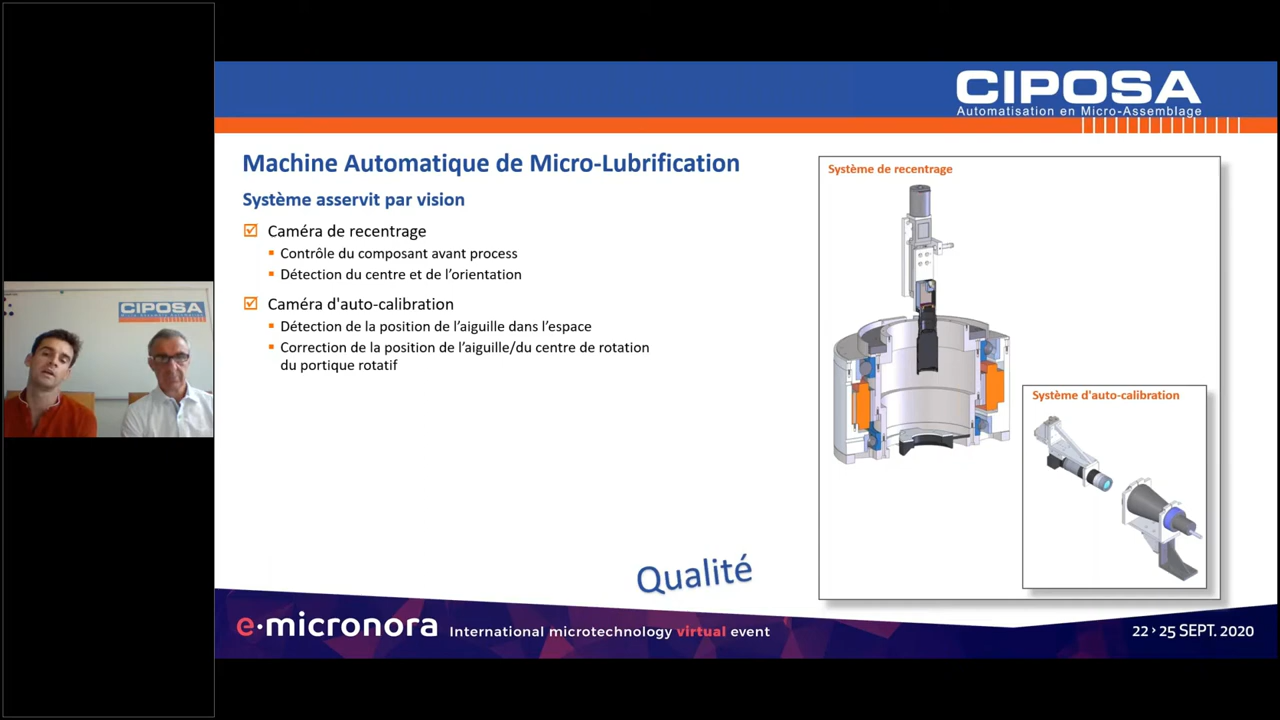 CIPOSA
Automatisation en Micro-Assemblage
Machine Automatique de Micro-Lubrification
Système asservit par vision
Caméra de recentrage
Contrôle du composant avant process
Détection du centre et de l'orientation
Caméra d'auto-calibration
Détection de la position de l'aiguille dans l'espace
Correction de la position de l'aiguille/du centre de rotation
du portique rotatif
Système de recentrage
Système d'auto-calibration
CIPOSA
Qualité
e·micronora International microtechnology virtual event
22 > 25 SEPT. 2020